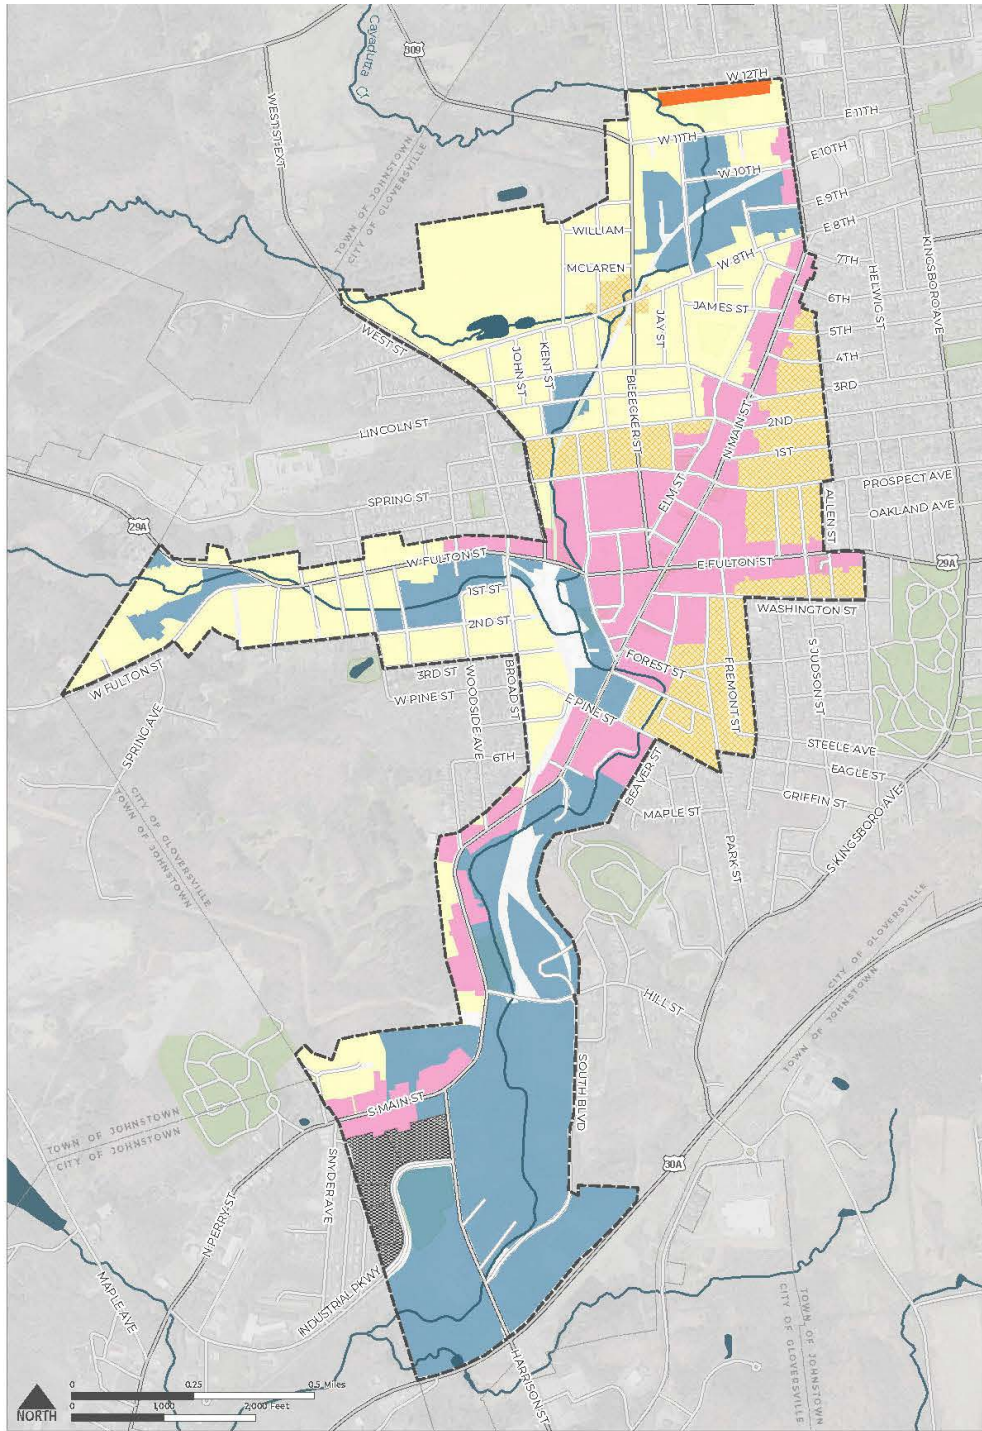 W 12TH
309
Cayadutta C
WEST ST EXT
E 11TH
W 11TH
E 10TH
W 10TH
TOWN OF JOHNSTOWN
CITY OF GLOVERSVILLE
E 9TH
E 8TH
WILLIAM
KINGSBORO AVE
W 8TH
7TH
MCLAREN
HELWIG ST
6TH
JAMES ST
5TH
WEST ST
JAY ST
4TH
JOHN ST
KENT ST
3RD
BLEECKER ST
N MAIN ST
2ND
LINCOLN ST
1ST
PROSPECT AVE
ELM ST
SPRING ST
ALLEN ST
OAKLAND AVE
29A
W FULTON ST
E FULTON ST
29A
1ST ST
WASHINGTON ST
2ND ST
S JUDSON ST
FOREST ST
FREMONT ST
3RD ST
W FULTON ST
W PINE ST
BROAD ST
WOODSIDE AVE
E PINE ST
SPRING AVE
STEELE AVE
6TH
EAGLE ST
BEAVER ST
GRIFFIN ST
MAPLE ST
CITY OF GLOVERSVILLE
TOWN OF JOHNSTOWN
PARK ST
S KINGSBORO AVE
CITY OF GLOVERSVILLE
TOWN OF JOHNSTOWN
HILL ST
SOUTH BLVD
S MAIN ST
TOWN OF JOHNSTOWN
CITY OF JOHNSTOWN
30A
SNYDER AVE
N PERRY ST
INDUSTRIAL PKWY
MAPLE AVE
TOWN OF JOHNSTOWN
CITY OF GLOVERSVILLE
TOWN OF JOHNSTOWN
CITY OF GLOVERSVILLE
HARRISON ST
0 0.25 0.5 Miles
0 1,000 2,000 Feet
NORTH